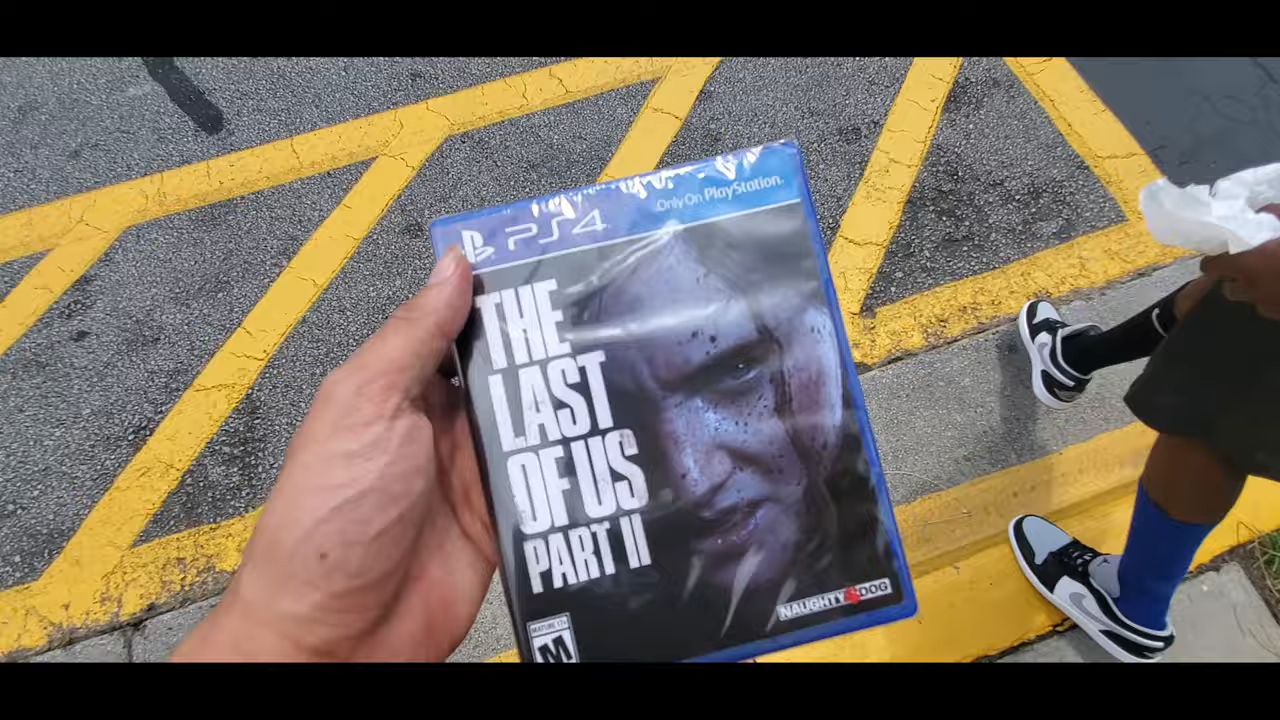 PS4
Only On PlayStation.
THE
LAST
OF US
PART II
NAUGHTY DOG
MATURE 17+
M